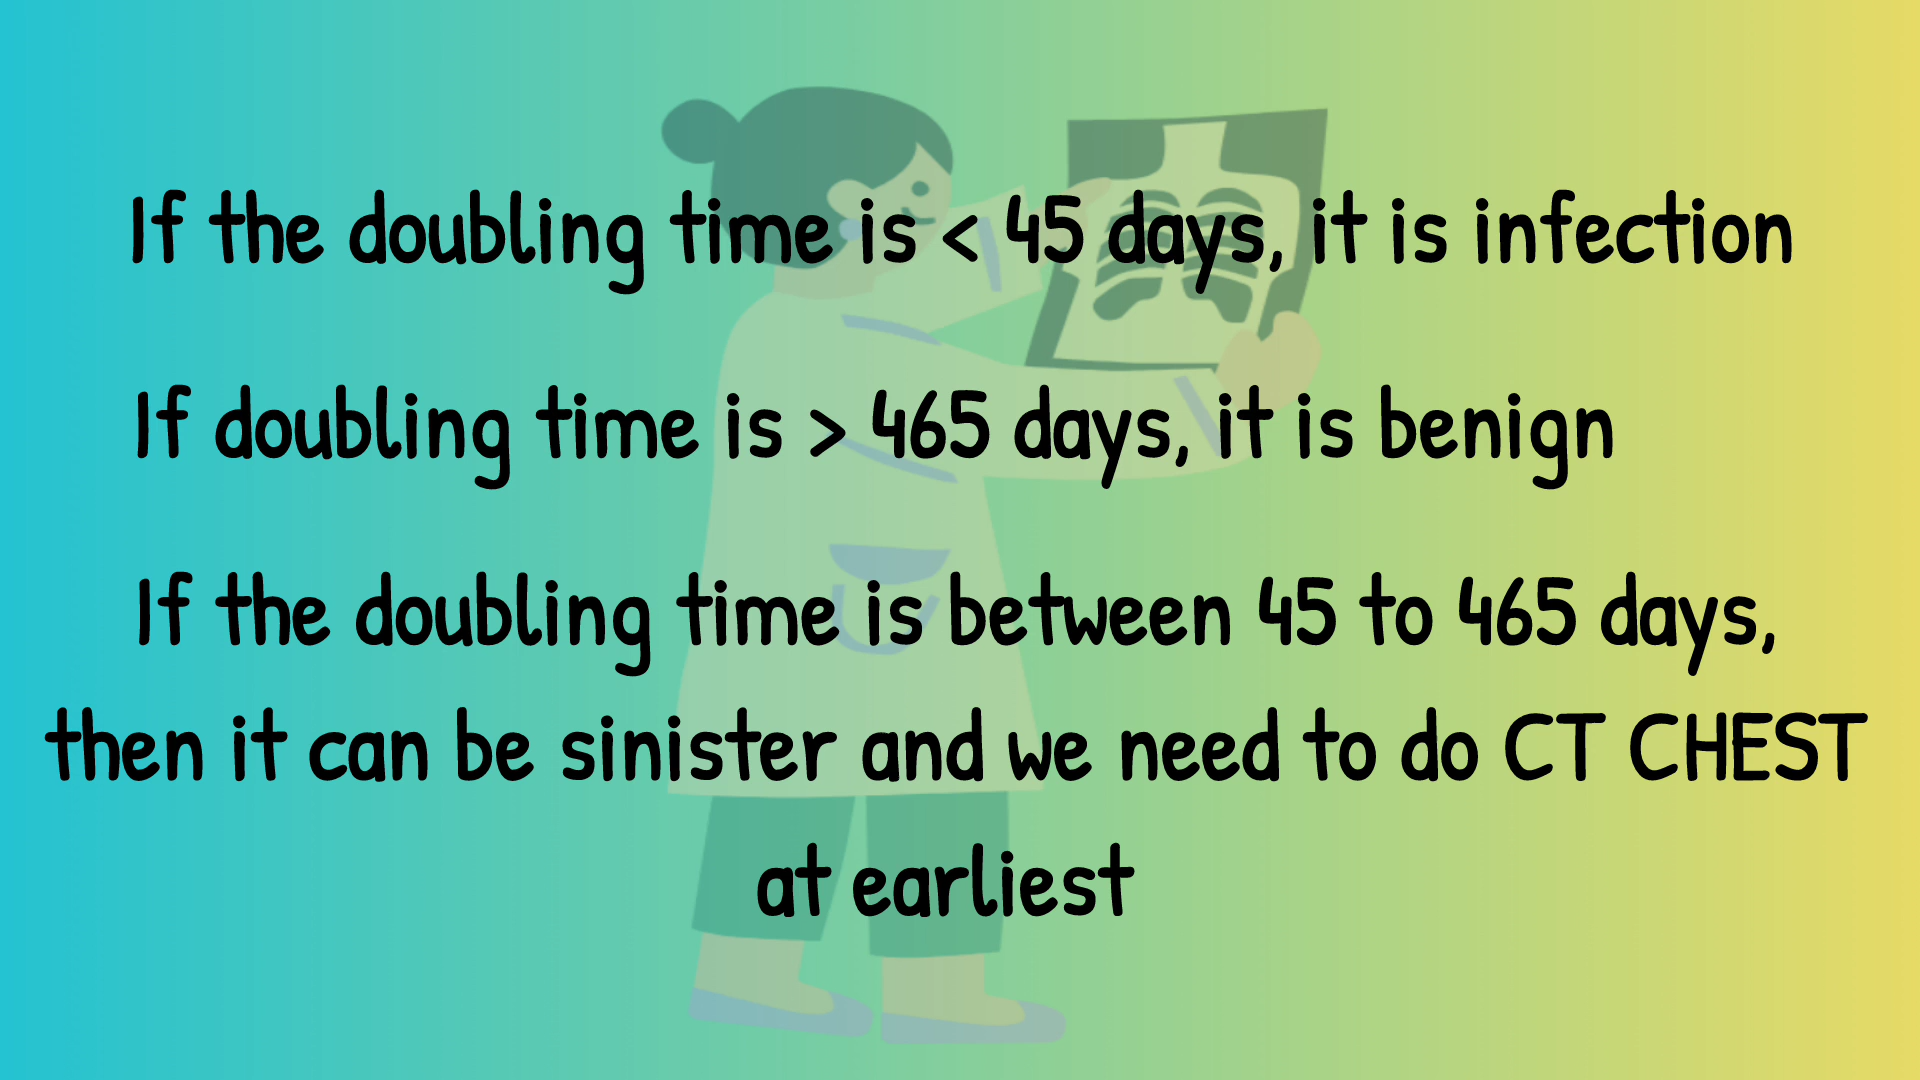 If the doubling time is < 45 days, it is infection
If doubling time is > 465 days, it is benign
If the doubling time is between 45 to 465 days,
then it can be sinister and we need to do CT CHEST
at earliest